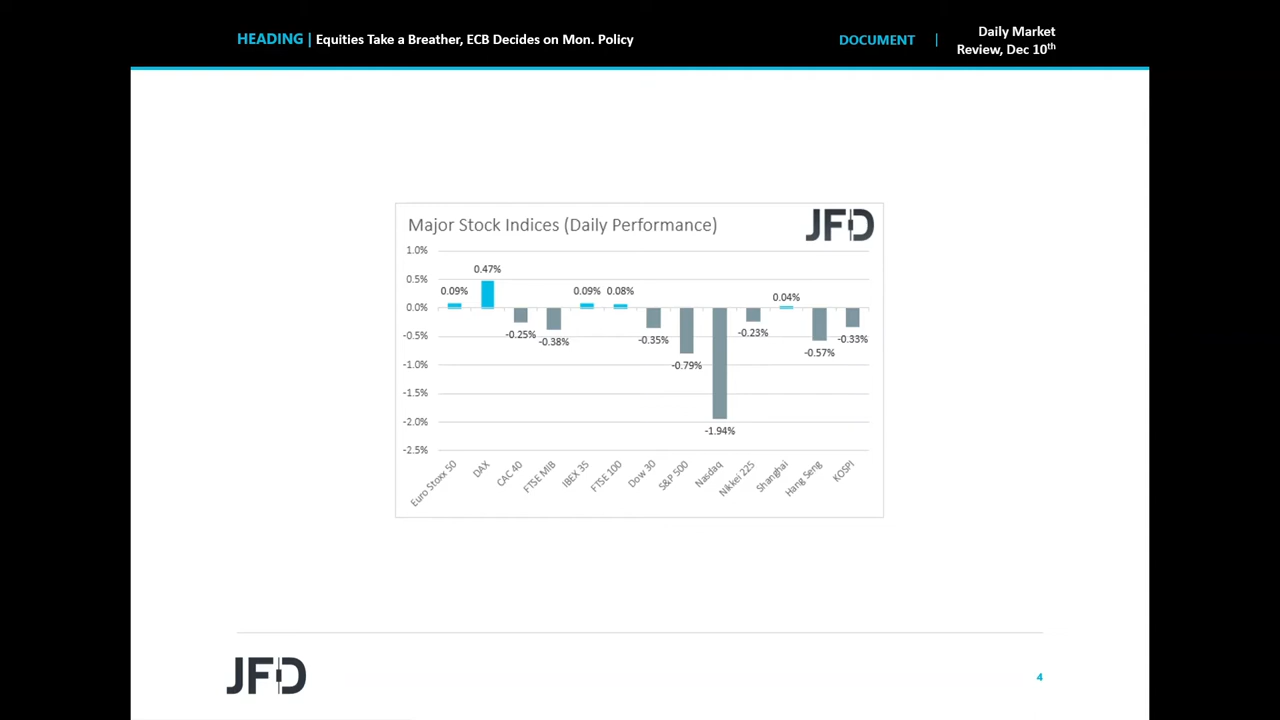 HEADING | Equities Take a Breather, ECB Decides on Mon. Policy
DOCUMENT |
Daily Market
Review, Dec 10th
Major Stock Indices (Daily Performance)
JFD
1.0%
0.5%
0.0%
-0.5%
-1.0%
-1.5%
-2.0%
-2.5%
0.09%
0.47%
-0.25%
-0.38%
0.09%
0.08%
-0.35%
-0.79%
-1.94%
-0.23%
0.04%
-0.57%
-0.33%
Euro Stoxx 50
DAX
CAC 40
FTSE MIB
IBEX 35
FTSE 100
Dow 30
S&P 500
Nasdaq
Nikkei 225
Shanghai
Hang Seng
KOSPI
JFD
4